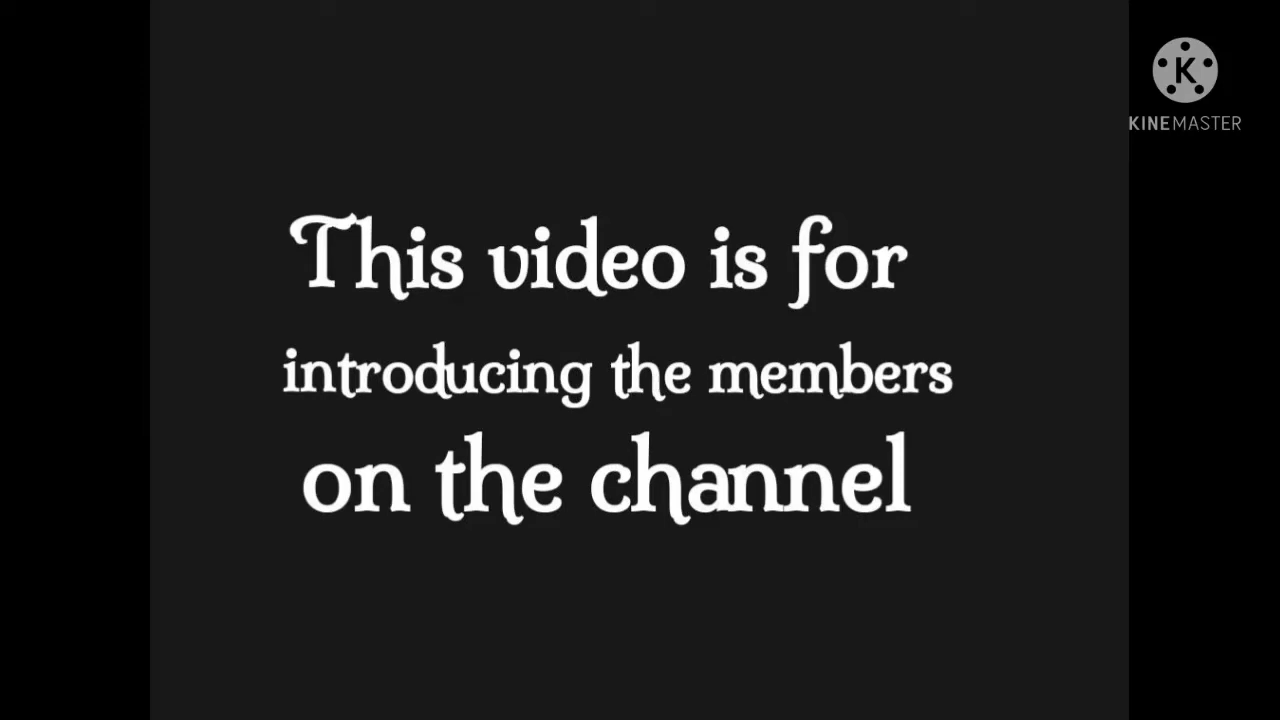 K
KINEMASTER
This video is for
introducing the members
on the channel